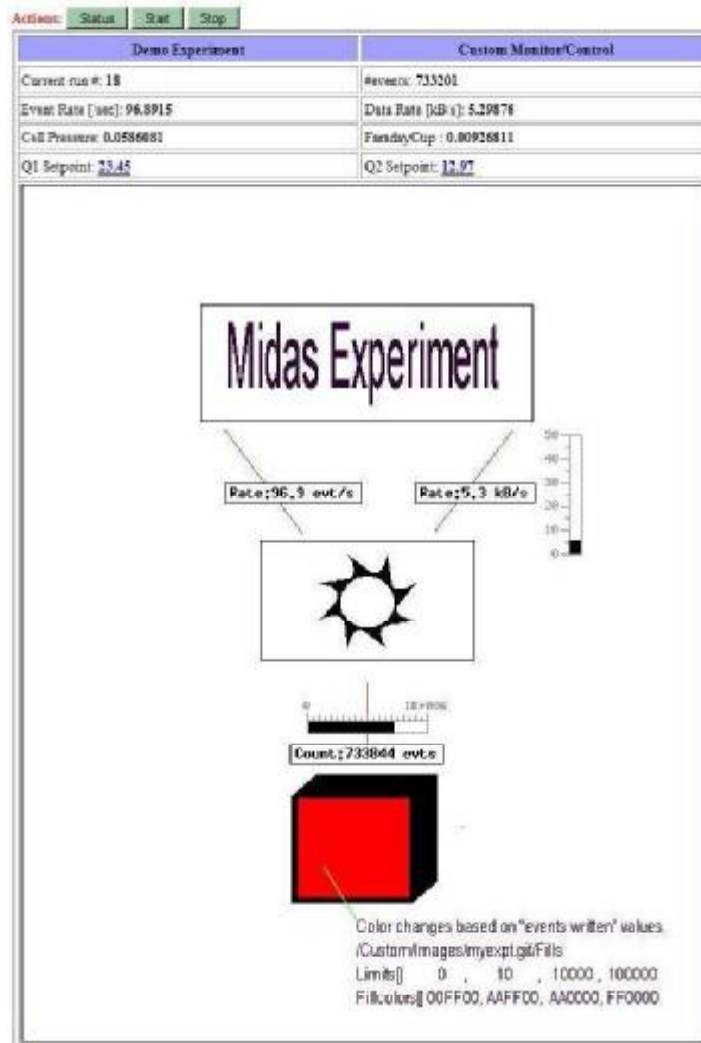 Actions: Status Start Stop
Demo Experiment Custom Monitor/Control
Current run #: 18 #events: 733201
Event Rate [/sec]: 96.8915 Data Rate [kB/s]: 5.29876
Cell Pressure: 0.0586081 FaradayCup : 0.00926811
Q1 Setpoint: 23.45 Q2 Setpoint: 12.97
Midas Experiment
50
40
Rate:96.9 evt/s Rate:5.3 kB/s 30
20
10
0
0
Count:733844 evts
Color changes based on "events written" values
/Custom/Images/myexpt.gif/Fills
Limits[] 0 , 10 , 10000 , 100000
Fillcolors[] 00FF00, AAFF00, AA0000, FF0000